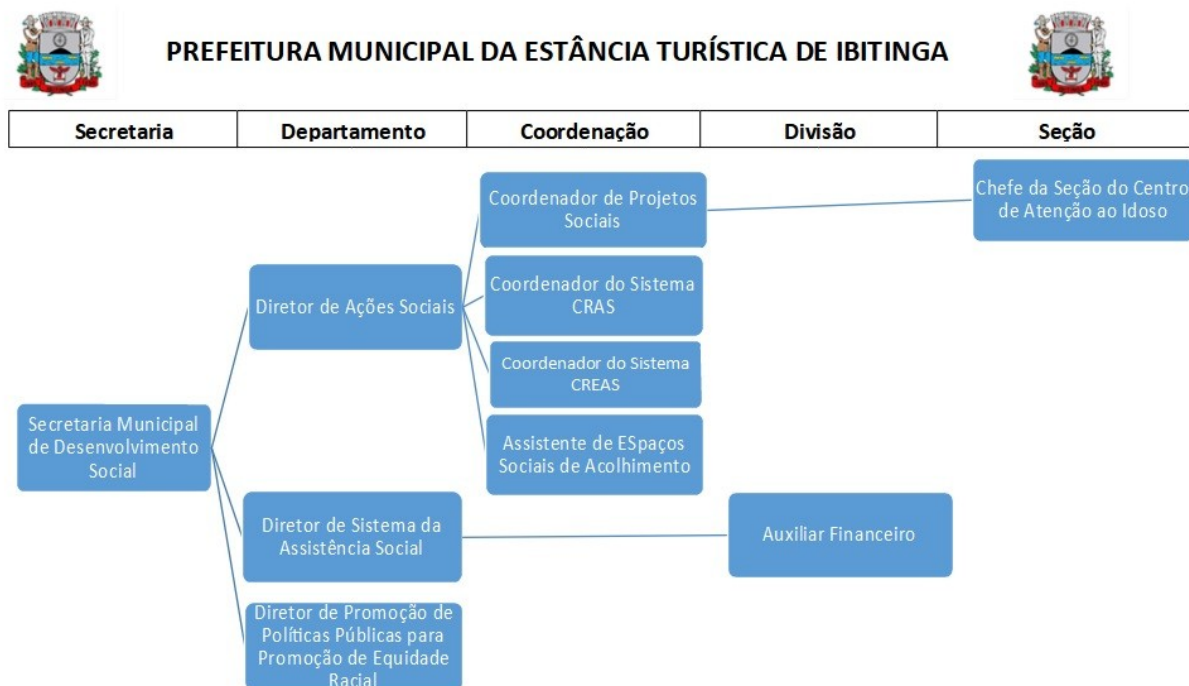 PREFEITURA MUNICIPAL DA ESTÂNCIA TURÍSTICA DE IBITINGA
IBITINGA
IBITINGA
Secretaria
Departamento
Coordenação
Divisão
Seção
Coordenador de Projetos
Sociais
Chefe da Seção do Centro
de Atenção ao Idoso
Diretor de Ações Sociais
Coordenador do Sistema
CRAS
Coordenador do Sistema
CREAS
Secretaria Municipal
de Desenvolvimento
Social
Assistente de ESpaços
Sociais de Acolhimento
Diretor de Sistema da
Assistência Social
Auxiliar Financeiro
Diretor de Promoção de
Políticas Públicas para
Promoção de Equidade
Racial